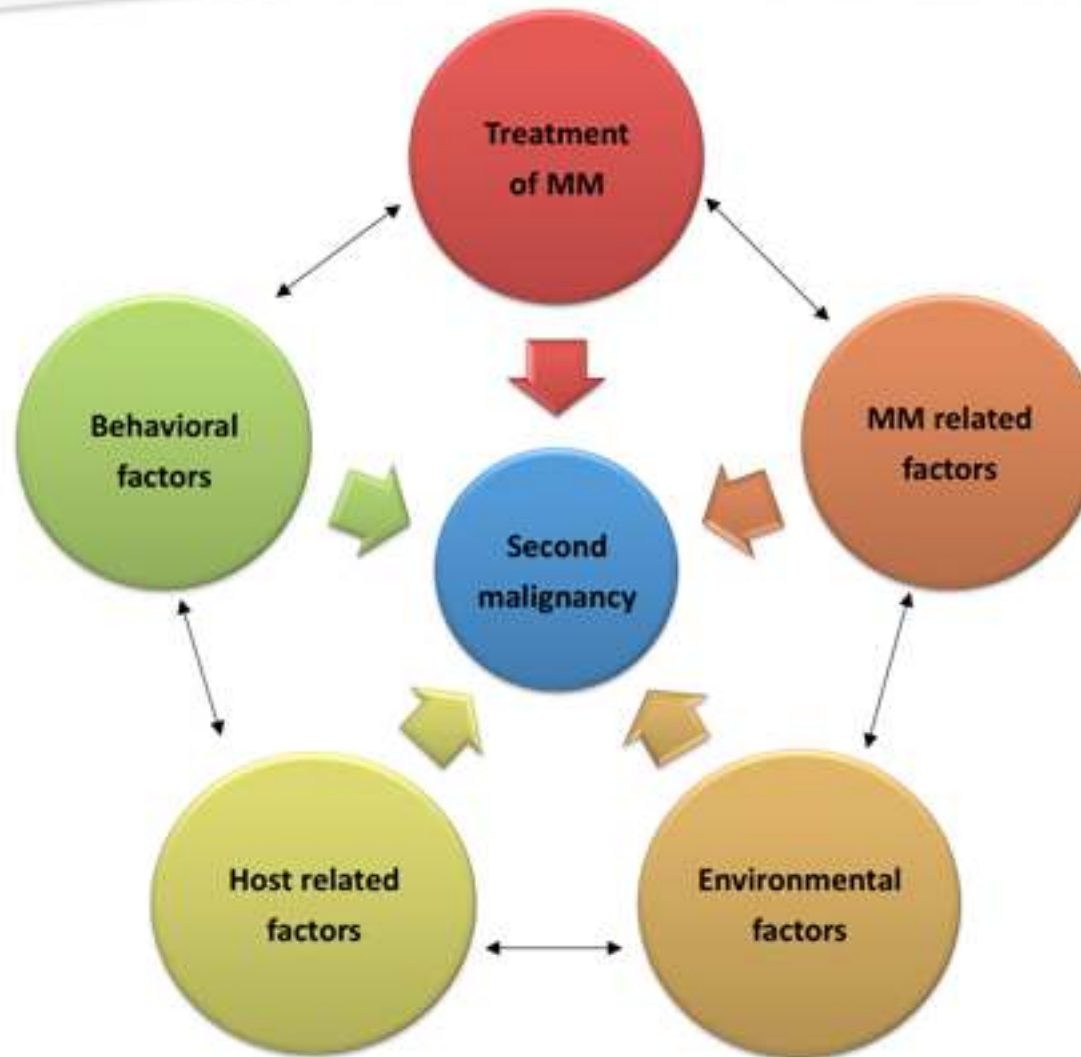 Treatment
of MM
Behavioral
factors
MM related
factors
Second
malignancy
Host related
factors
Environmental
factors